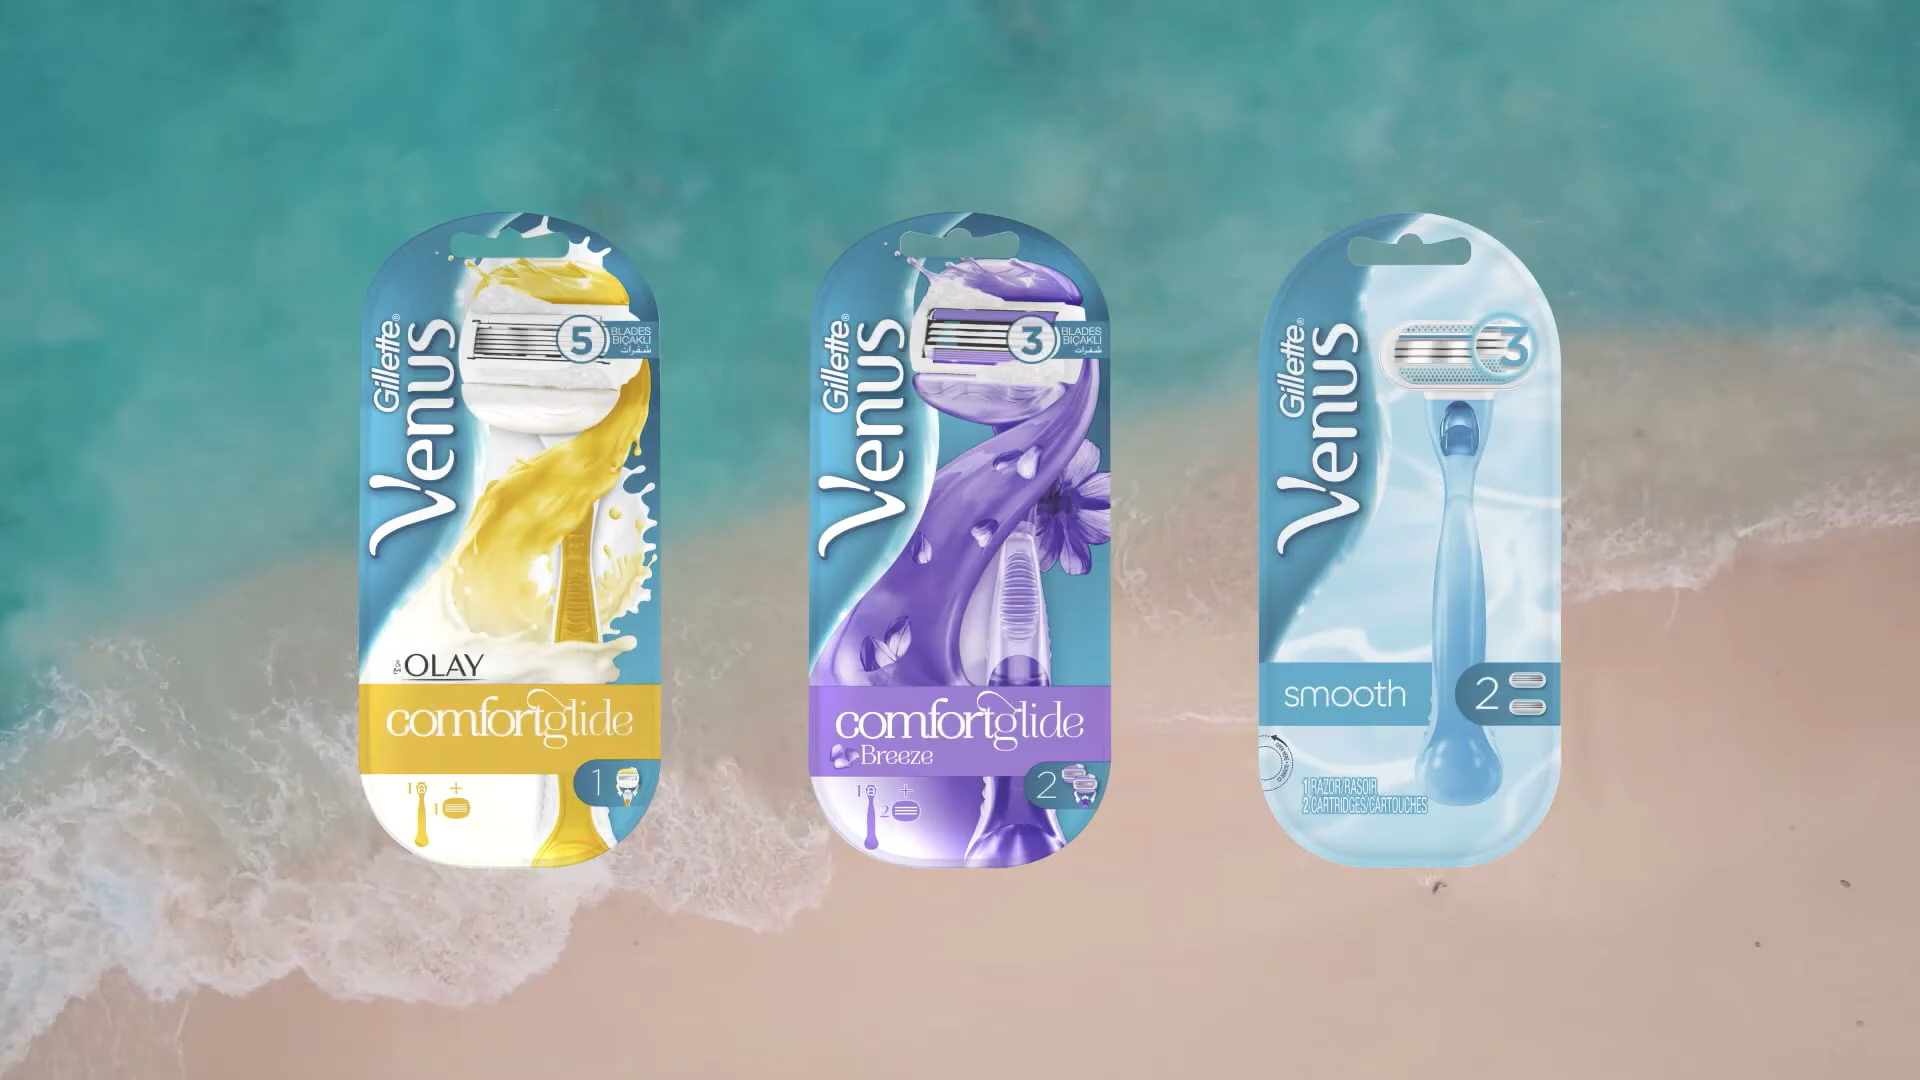 Gillette®
Venus
5
BLADES
BIÇAKLI
شفرات
OLAY
comfortglide
1
1 +
1
Gillette®
Venus
3
BLADES
BIÇAKLI
شفرات
comfortglide
Breeze
2
1 +
2
Gillette®
Venus
3
smooth
2
1 RAZOR/RASOIR
2 CARTRIDGES/CARTOUCHES